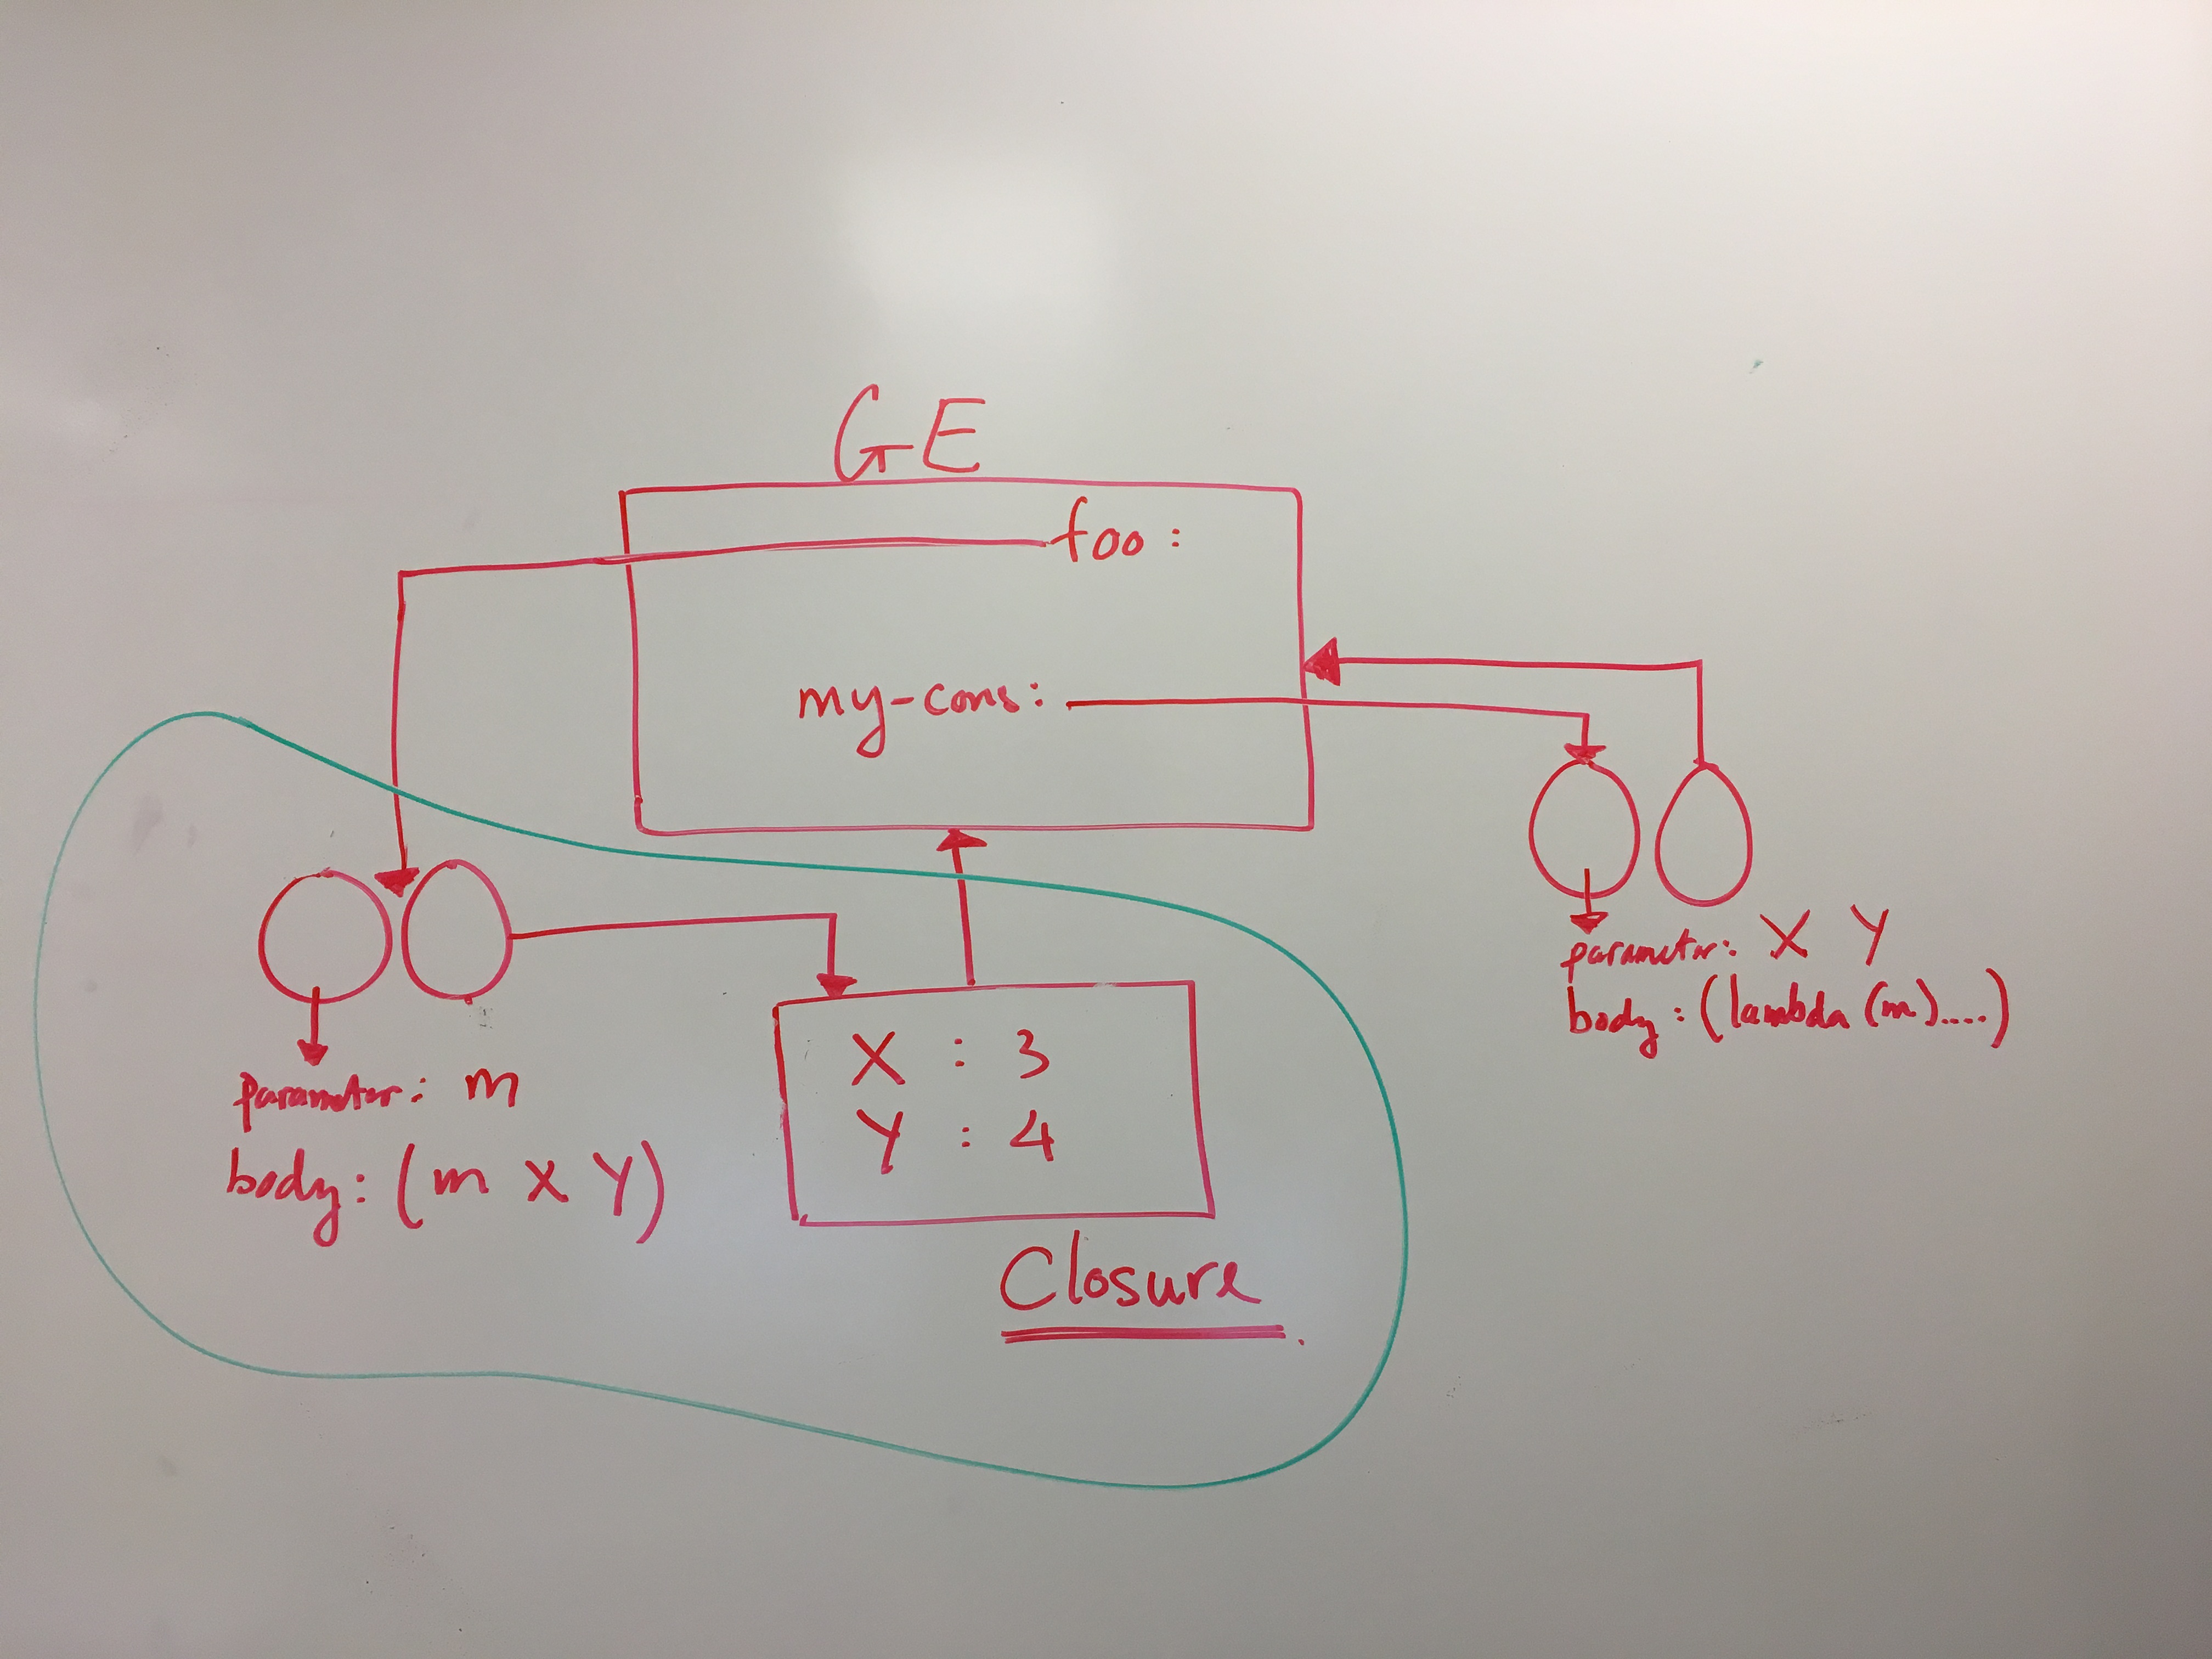 GE
foo :
my-cons:
parameter: X Y
body: (lambda (m)....)
parameter: m
body: (m X Y)
X : 3
Y : 4
Closure.